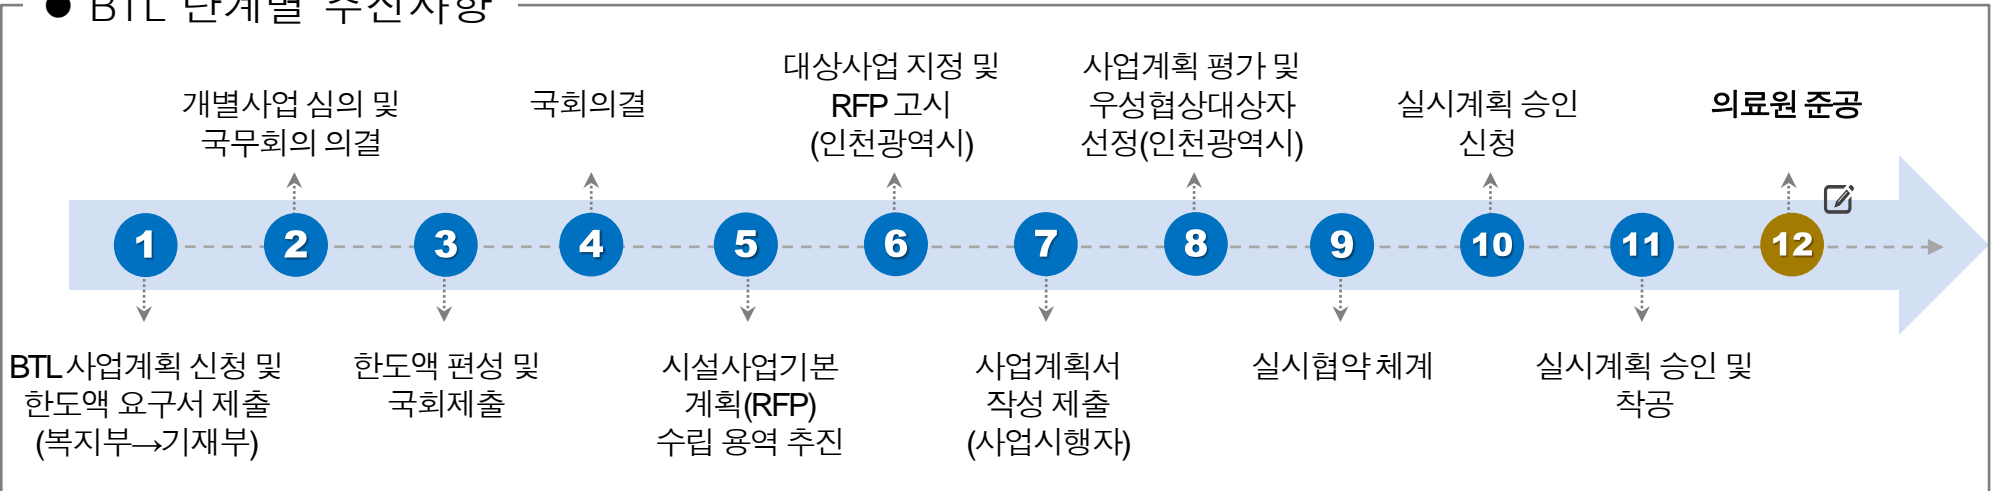 ● BTL 단계별 추진사항
대상사업 지정 및
RFP 고시
(인천광역시)
사업계획 평가 및
우성협상대상자
선정(인천광역시)
개별사업 심의 및
국무회의 의결
국회의결
실시계획 승인
신청
의료원 준공
1 2 3 4 5 6 7 8 9 10 11 12
BTL 사업계획 신청 및
한도액 요구서 제출
(복지부→기재부)
한도액 편성 및
국회제출
시설사업기본
계획(RFP)
수립 용역 추진
사업계획서
작성 제출
(사업시행자)
실시협약 체계
실시계획 승인 및
착공